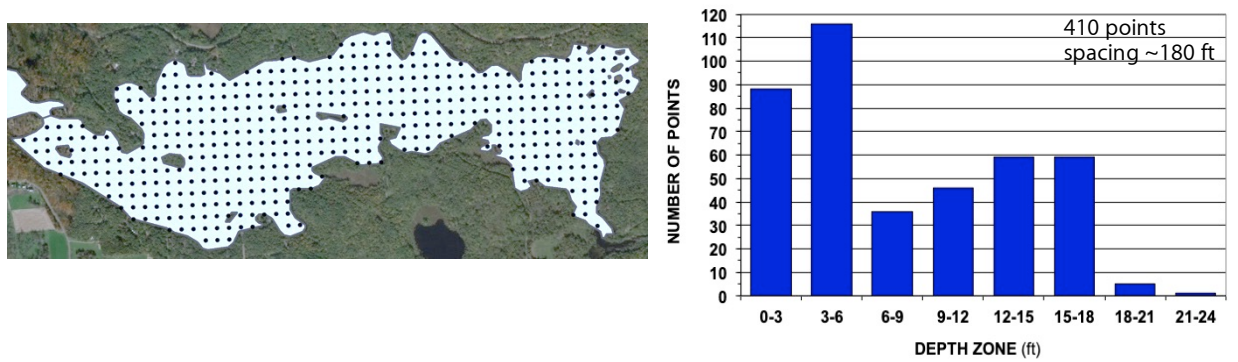 410 points
spacing ~180 ft
NUMBER OF POINTS
120
110
100
90
80
70
60
50
40
30
20
10
0
0-3 3-6 6-9 9-12 12-15 15-18 18-21 21-24
DEPTH ZONE (ft)